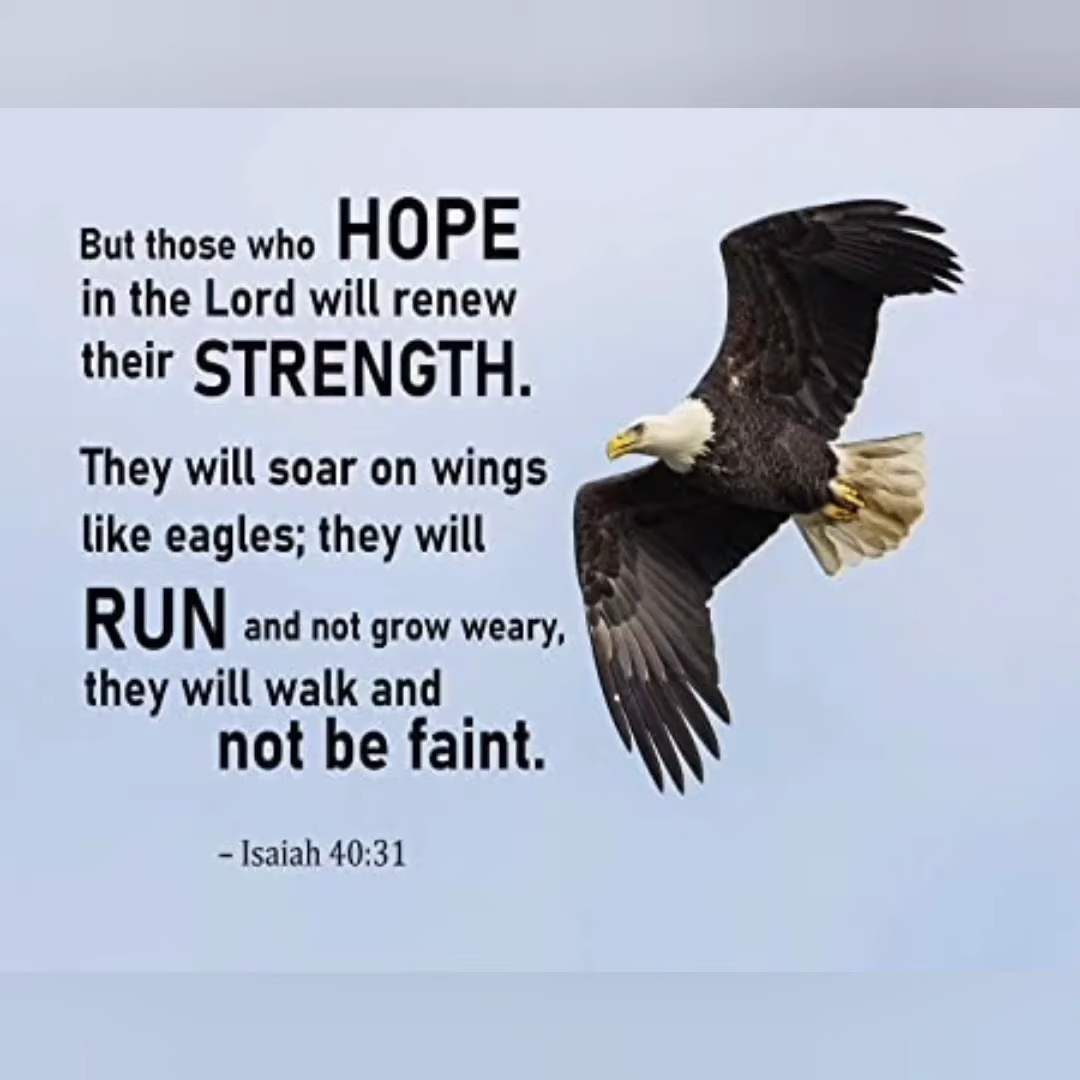 But those who HOPE
in the Lord will renew
their STRENGTH.
They will soar on wings
like eagles; they will
RUN and not grow weary,
they will walk and
not be faint.
– Isaiah 40:31